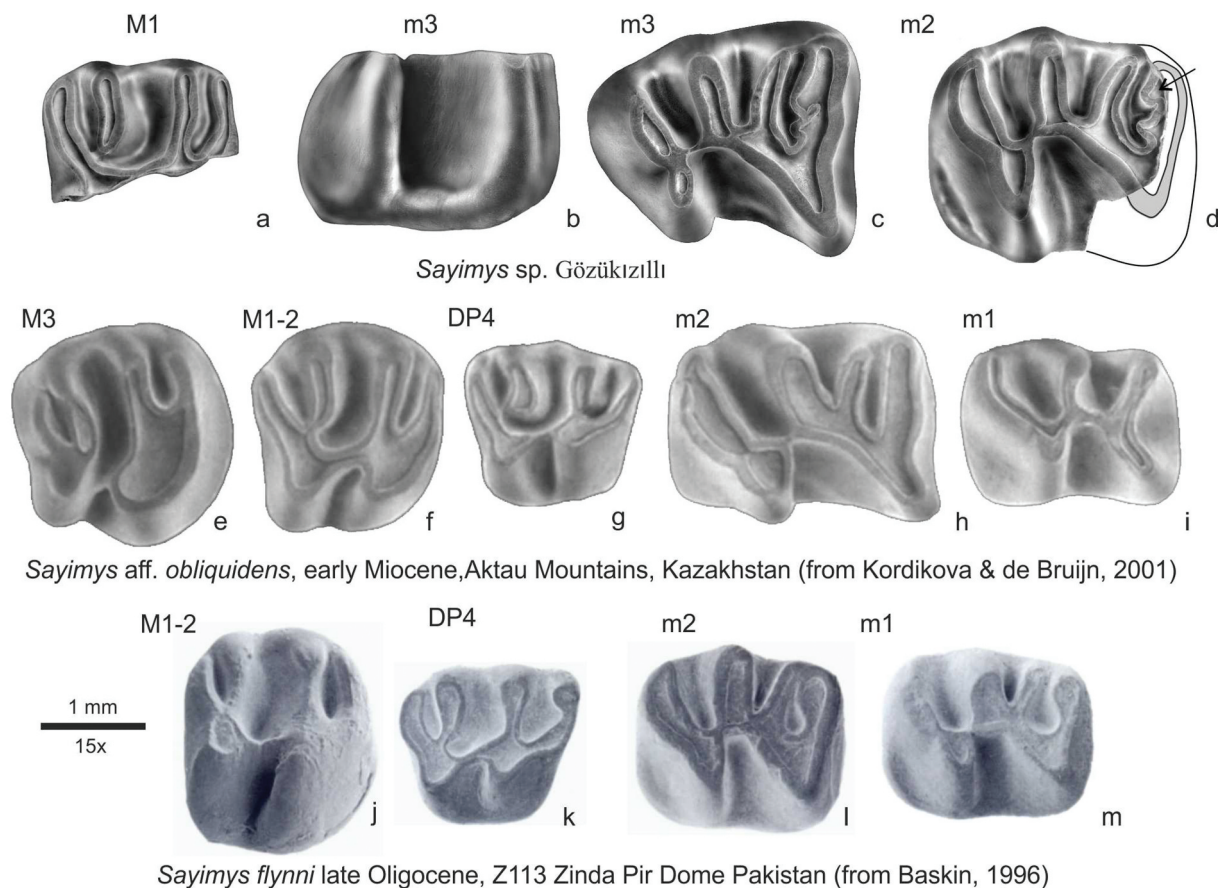 M1 m3 m3 m2
a b c d
Sayimys sp. Gözükızıllı
M3 M1-2 DP4 m2 m1
e f g h i
Sayimys aff. obliquidens, early Miocene,Aktau Mountains, Kazakhstan (from Kordikova & de Bruijn, 2001)
M1-2 DP4 m2 m1
1 mm
15x
j k l m
Sayimys flynni late Oligocene, Z113 Zinda Pir Dome Pakistan (from Baskin, 1996)